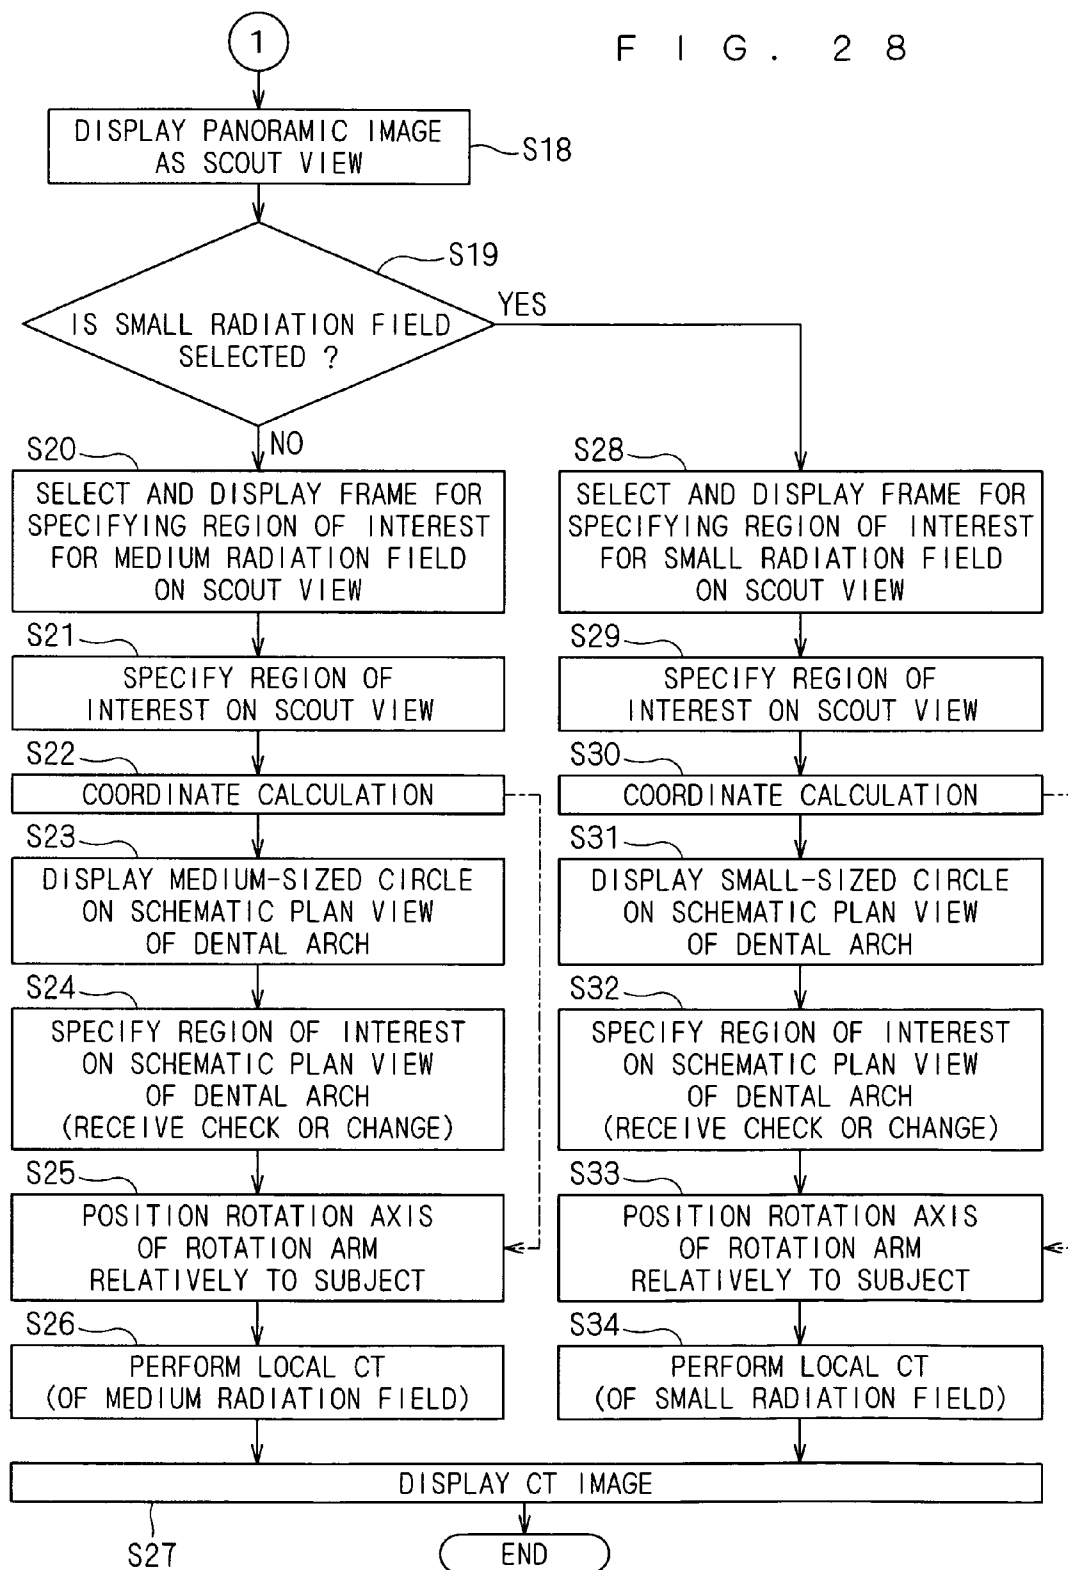 1
FIG. 28
DISPLAY PANORAMIC IMAGE
AS SCOUT VIEW
S18
S19
IS SMALL RADIATION FIELD
SELECTED ?
YES
NO
S20
SELECT AND DISPLAY FRAME FOR
SPECIFYING REGION OF INTEREST
FOR MEDIUM RADIATION FIELD
ON SCOUT VIEW
S21
SPECIFY REGION OF
INTEREST ON SCOUT VIEW
S22
COORDINATE CALCULATION
S23
DISPLAY MEDIUM-SIZED CIRCLE
ON SCHEMATIC PLAN VIEW
OF DENTAL ARCH
S24
SPECIFY REGION OF INTEREST
ON SCHEMATIC PLAN VIEW
OF DENTAL ARCH
(RECEIVE CHECK OR CHANGE)
S25
POSITION ROTATION AXIS
OF ROTATION ARM
RELATIVELY TO SUBJECT
S26
PERFORM LOCAL CT
(OF MEDIUM RADIATION FIELD)
S28
SELECT AND DISPLAY FRAME FOR
SPECIFYING REGION OF INTEREST
FOR SMALL RADIATION FIELD
ON SCOUT VIEW
S29
SPECIFY REGION OF
INTEREST ON SCOUT VIEW
S30
COORDINATE CALCULATION
S31
DISPLAY SMALL-SIZED CIRCLE
ON SCHEMATIC PLAN VIEW
OF DENTAL ARCH
S32
SPECIFY REGION OF INTEREST
ON SCHEMATIC PLAN VIEW
OF DENTAL ARCH
(RECEIVE CHECK OR CHANGE)
S33
POSITION ROTATION AXIS
OF ROTATION ARM
RELATIVELY TO SUBJECT
S34
PERFORM LOCAL CT
(OF SMALL RADIATION FIELD)
DISPLAY CT IMAGE
S27
END